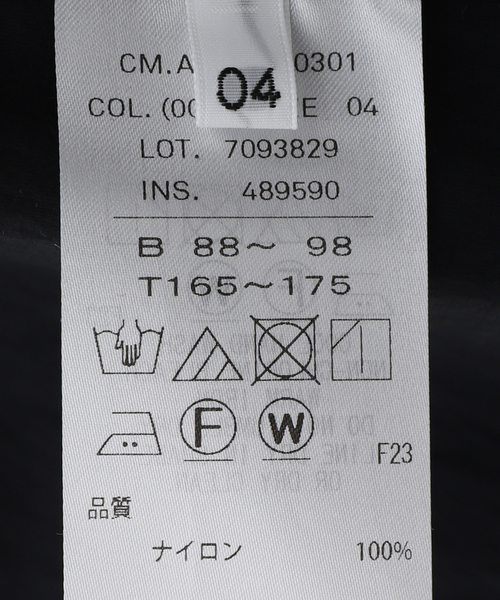 04
CM.A 0301
COL. (00 E 04
LOT. 7093829
INS. 489590
B 88～ 98
T165～175
F W
F23
品質
ナイロン 100%